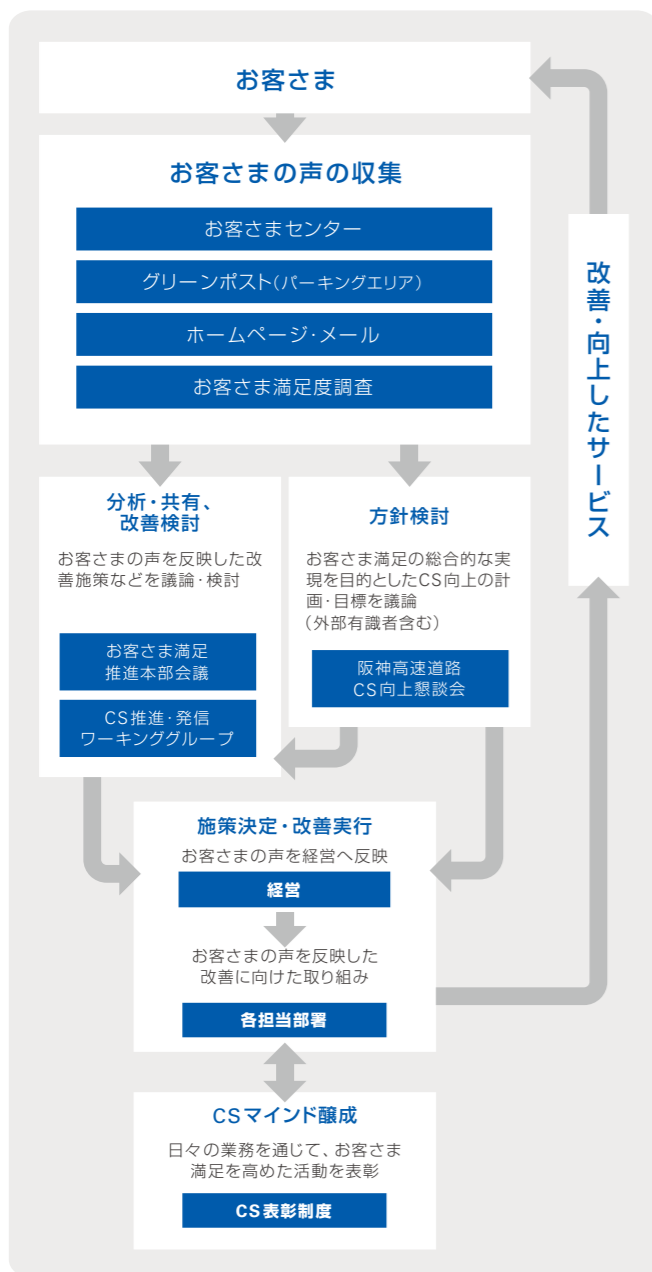 お客さま
お客さまの声の収集
お客さまセンター
グリーンポスト(パーキングエリア)
ホームページ・メール
お客さま満足度調査
改善・向上したサービス
分析・共有、
改善検討
お客さまの声を反映した改
善施策などを議論・検討
お客さま満足
推進本部会議
CS推進・発信
ワーキンググループ
方針検討
お客さま満足の総合的な実
現を目的としたCS向上の計
画・目標を議論
(外部有識者含む)
阪神高速道路
CS向上懇談会
施策決定・改善実行
お客さまの声を経営へ反映
経営
お客さまの声を反映した
改善に向けた取り組み
各担当部署
CSマインド醸成
日々の業務を通じて、お客さま
満足を高めた活動を表彰
CS表彰制度